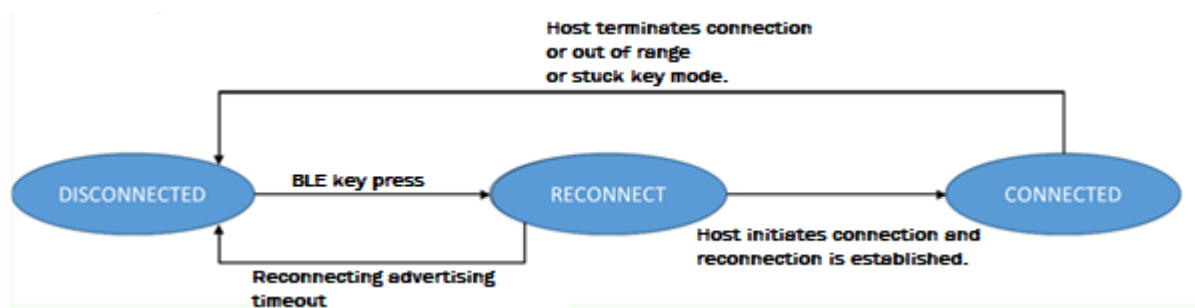 Host terminates connection
or out of range
or stuck key mode.
DISCONNECTED
BLE key press
RECONNECT
CONNECTED
Host initiates connection and
reconnection is established.
Reconnecting advertising
timeout